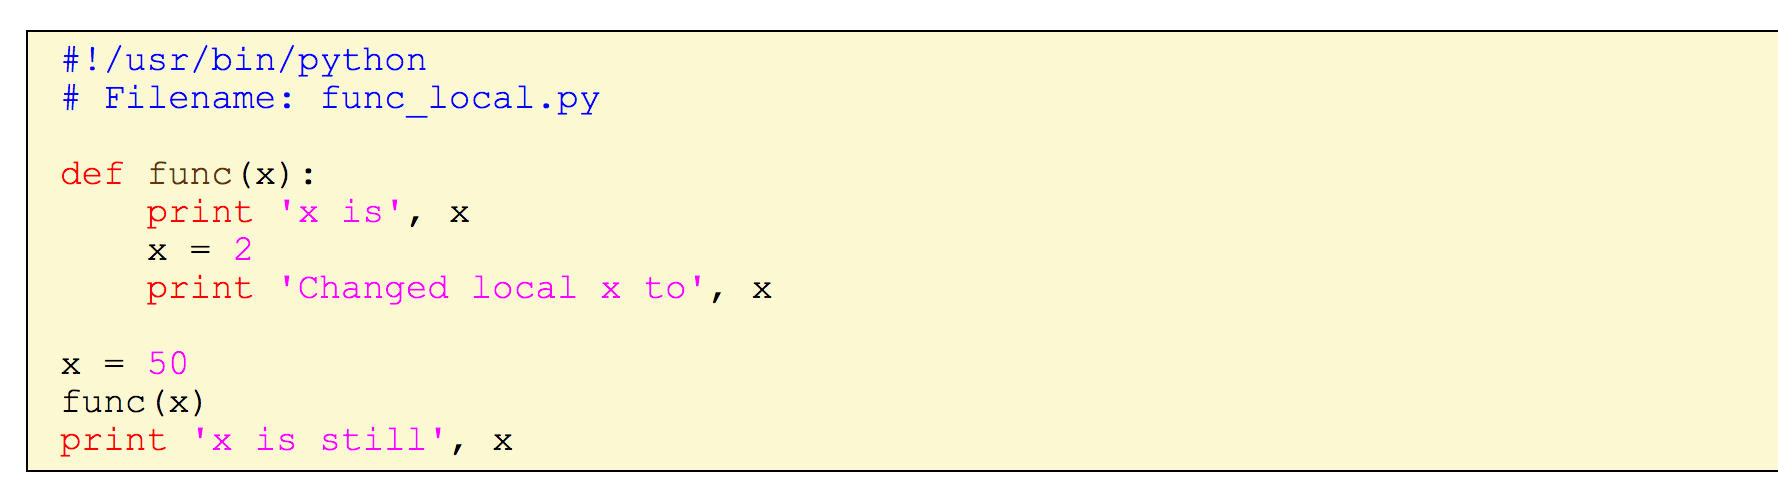 #!/usr/bin/python
# Filename: func_local.py
def func(x):
    print 'x is', x
    x = 2
    print 'Changed local x to', x
x = 50
func(x)
print 'x is still', x